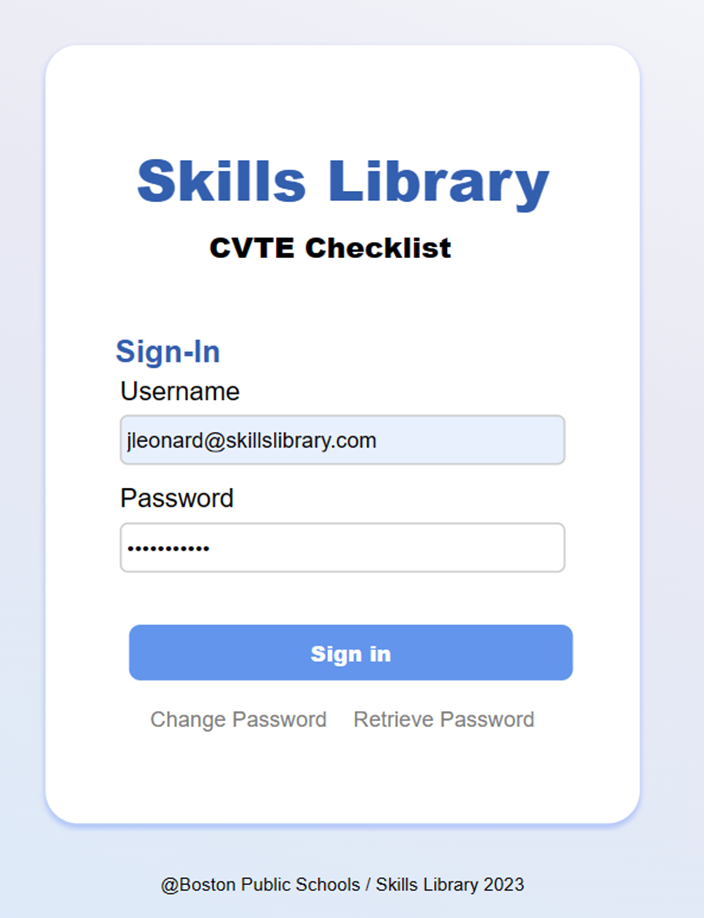 Skills Library
CVTE Checklist
Sign-In
Username
jleonard@skillslibrary.com
Password
•••••••••••
Sign in
Change Password Retrieve Password
@Boston Public Schools / Skills Library 2023